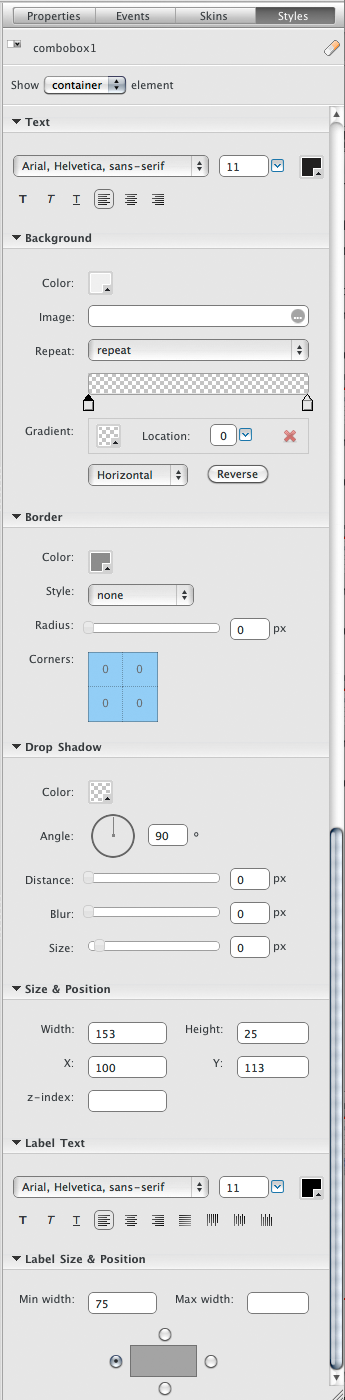 Properties Events Skins Styles
combobox1
Show container element
Text
Arial, Helvetica, sans-serif 11
T T T
Background
Color:
Image: ...
Repeat: repeat
Gradient: Location: 0
Horizontal Reverse
Border
Color:
Style: none
Radius: 0 px
Corners: 0 0
0 0
Drop Shadow
Color:
Angle: 90 °
Distance: 0 px
Blur: 0 px
Size: 0 px
Size & Position
Width: 153 Height: 25
X: 100 Y: 113
z-index:
Label Text
Arial, Helvetica, sans-serif 11
T T T
Label Size & Position
Min width: 75 Max width: